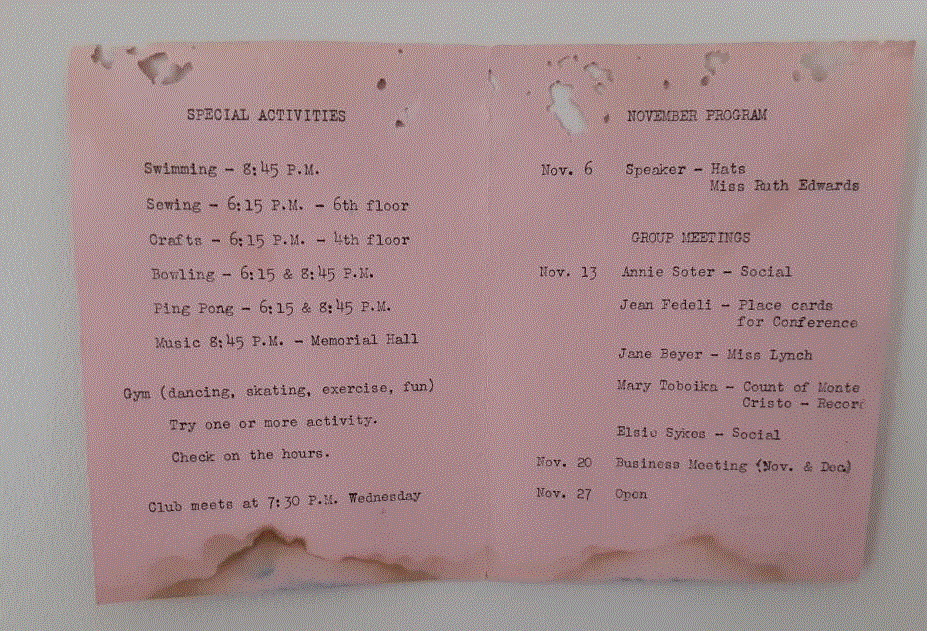 SPECIAL ACTIVITIES
Swimming - 8:45 P.M.
Sewing - 6:15 P.M. - 6th floor
Crafts - 6:15 P.M. - 4th floor
Bowling - 6:15 & 8:45 P.M.
Ping Pong - 6:15 & 8:45 P.M.
Music 8:45 P.M. - Memorial Hall
Gym (dancing, skating, exercise, fun)
Try one or more activity.
Check on the hours.
Club meets at 7:30 P.M. Wednesday
NOVEMBER PROGRAM
Nov. 6 Speaker - Hats
Miss Ruth Edwards
GROUP MEETINGS
Nov. 13 Annie Soter - Social
Jean Fedeli - Place cards
for Conference
Jane Beyer - Miss Lynch
Mary Toboika - Count of Monte
Cristo - Record
Elsie Sykes - Social
Nov. 20 Business Meeting (Nov. & Dec)
Nov. 27 Open